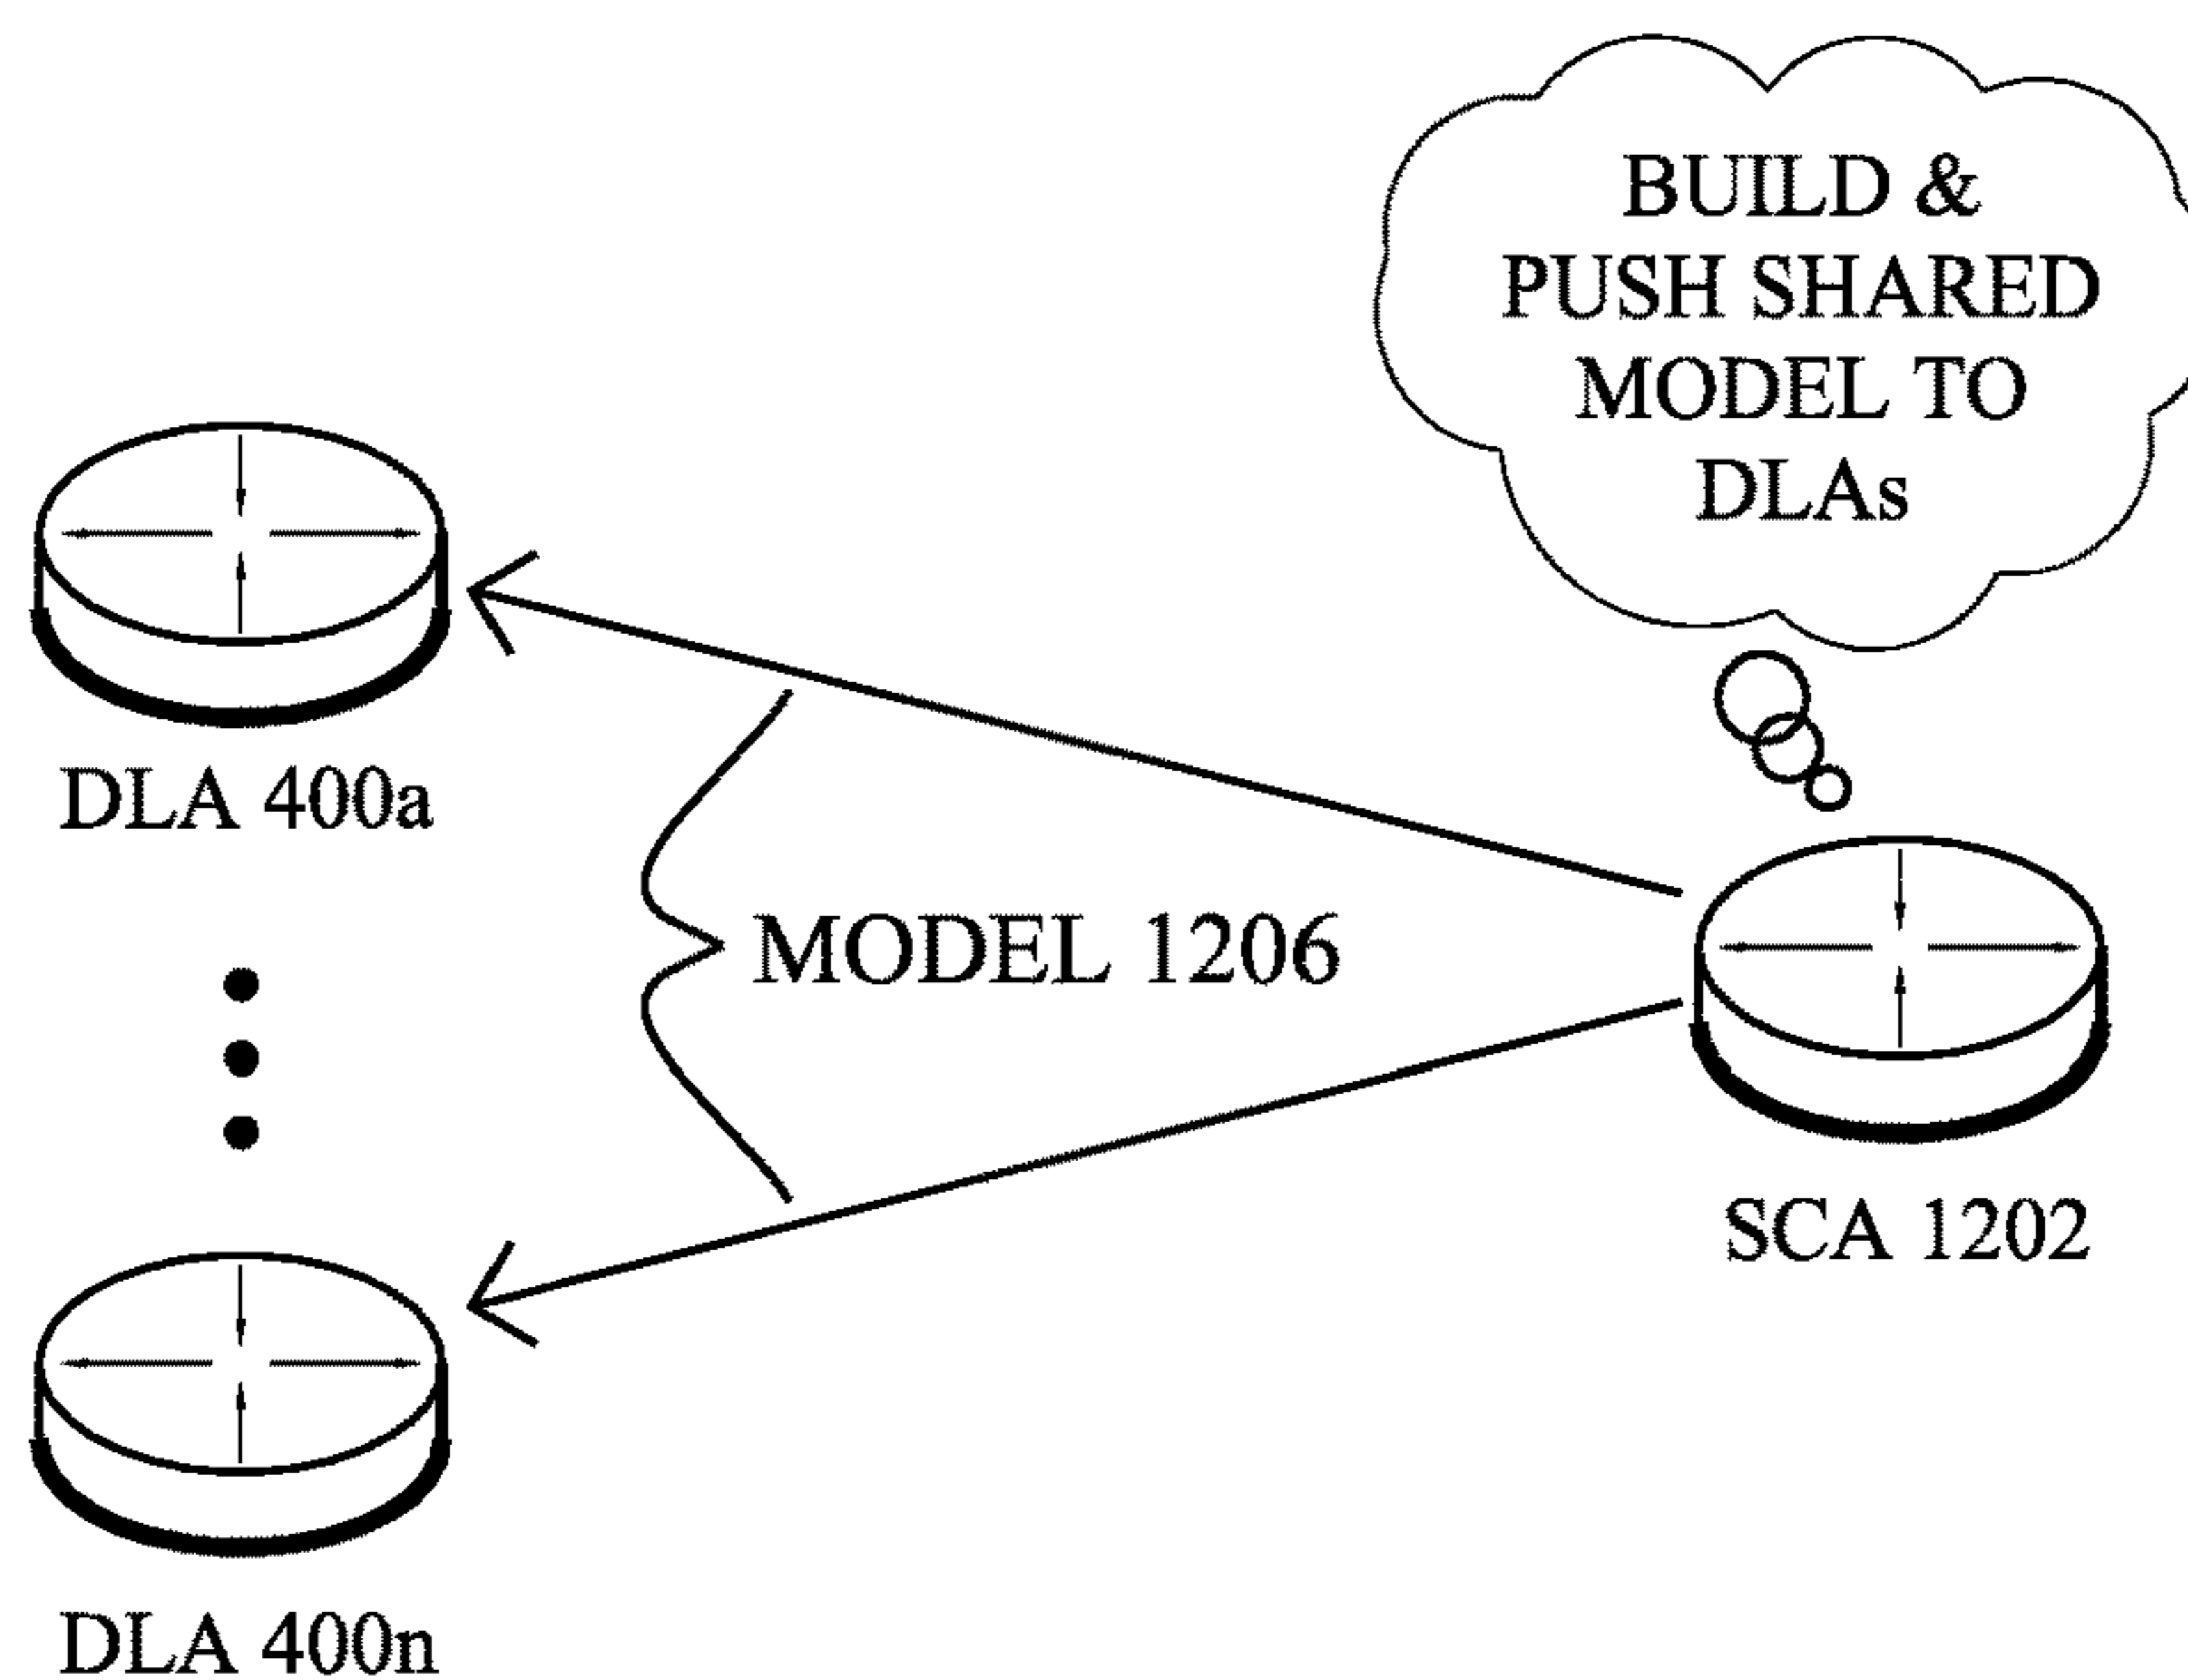 BUILD &
PUSH SHARED
MODEL TO
DLAs
DLA 400a
MODEL 1206
SCA 1202
DLA 400n